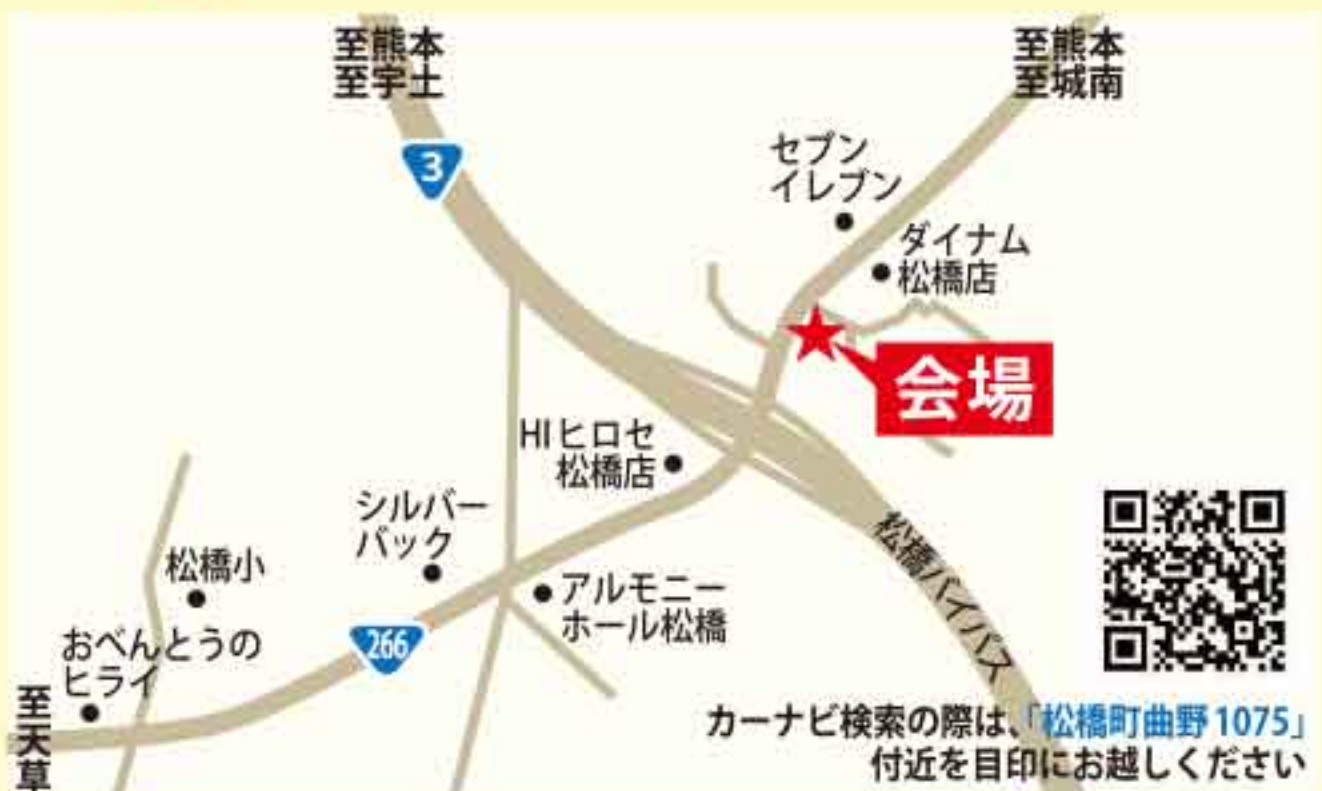 至熊本
至宇土
至熊本
至城南
3
セブン
イレブン
ダイナム
松橋店
会場
HIヒロセ
松橋店
シルバー
バック
松橋小
アルモニー
ホール松橋
松橋バイパス
266
おべんとうの
ヒライ
至天草
カーナビ検索の際は、「松橋町曲野1075」
付近を目印にお越しください